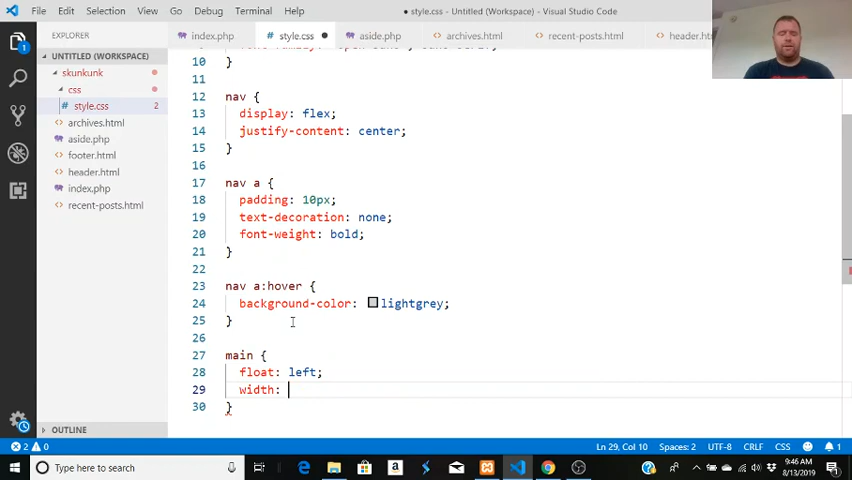 File Edit Selection View Go Debug Terminal Help
● style.css - Untitled (Workspace) - Visual Studio Code
EXPLORER
index.php
# style.css ●
aside.php
archives.html
recent-posts.html
header.ht
UNTITLED (WORKSPACE)
skunkunk
css
# style.css 2
archives.html
aside.php
footer.html
header.html
index.php
recent-posts.html
OUTLINE
10 }
11
12 nav {
13 display: flex;
14 justify-content: center;
15 }
16
17 nav a {
18 padding: 10px;
19 text-decoration: none;
20 font-weight: bold;
21 }
22
23 nav a:hover {
24 background-color: lightgrey;
25 }
26
27 main {
28 float: left;
29 width:
30 }
2 0
Ln 29, Col 10 Spaces: 2 UTF-8 CRLF CSS 1
Type here to search
9:46 AM
8/13/2019